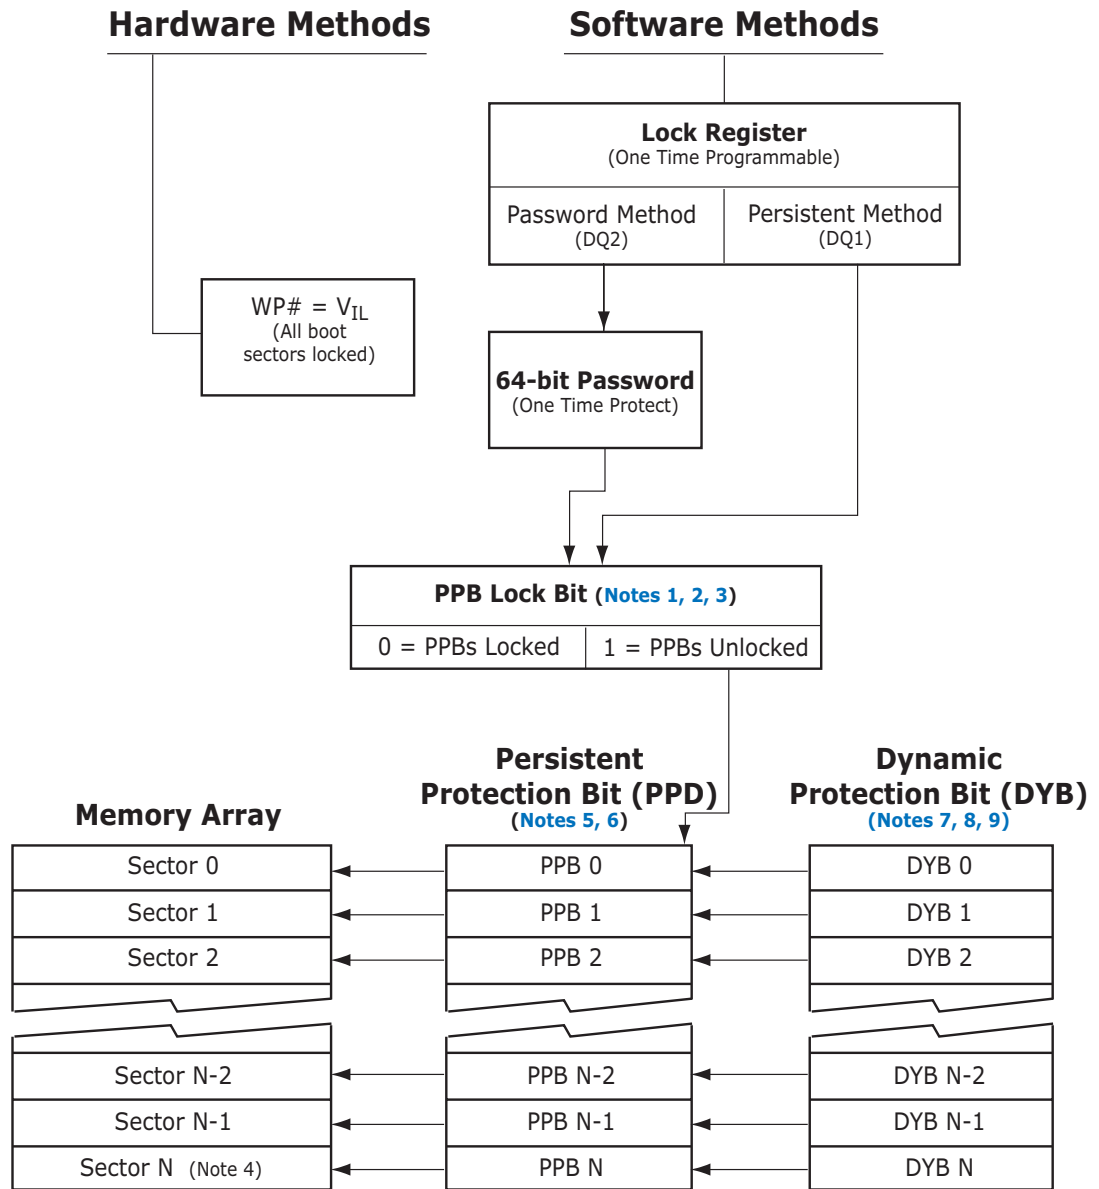 Hardware Methods
Software Methods
Lock Register
(One Time Programmable)
Password Method
(DQ2)
Persistent Method
(DQ1)
WP# = VIL
(All boot
sectors locked)
64-bit Password
(One Time Protect)
PPB Lock Bit (Notes 1, 2, 3)
0 = PPBs Locked
1 = PPBs Unlocked
Memory Array
Persistent
Protection Bit (PPD)
(Notes 5, 6)
Dynamic
Protection Bit (DYB)
(Notes 7, 8, 9)
Sector 0
PPB 0
DYB 0
Sector 1
PPB 1
DYB 1
Sector 2
PPB 2
DYB 2
Sector N-2
PPB N-2
DYB N-2
Sector N-1
PPB N-1
DYB N-1
Sector N (Note 4)
PPB N
DYB N